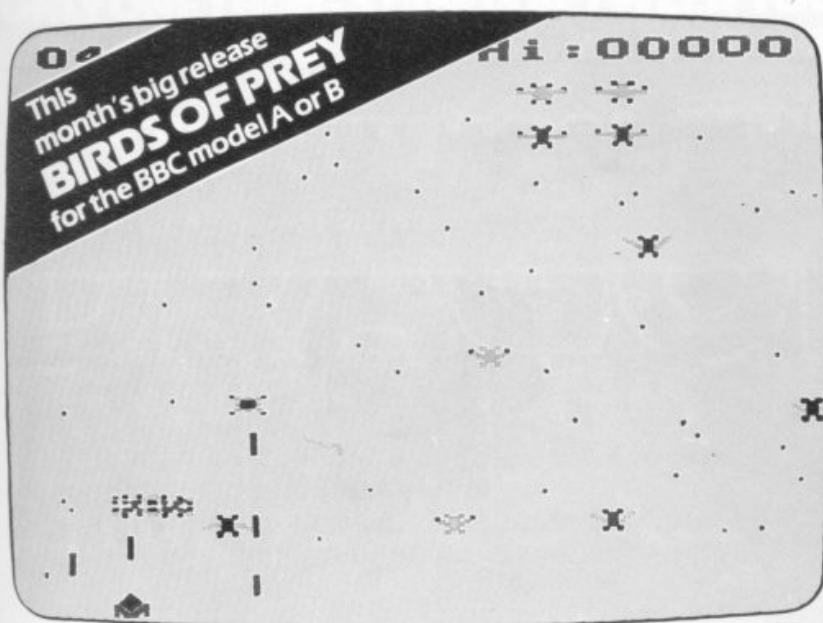 This
month's big release
BIRDS OF PREY
for the BBC model A or B
Hi:00000